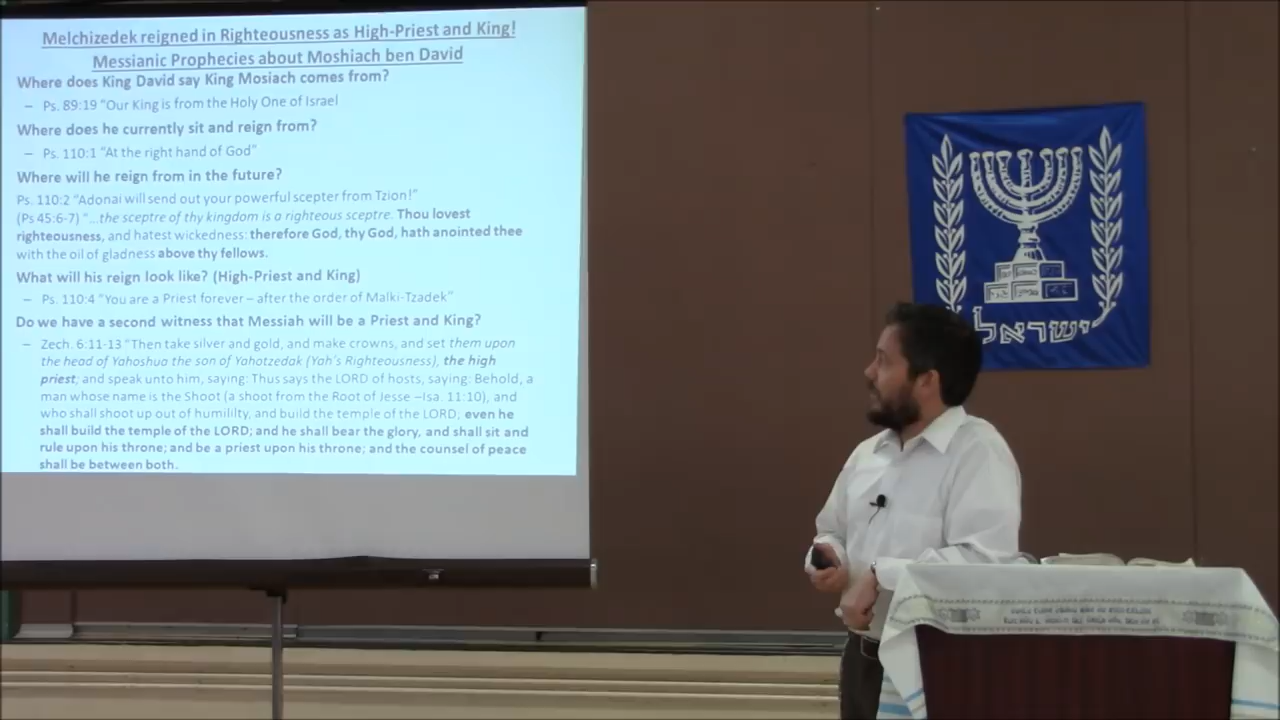 Melchizedek reigned in Righteousness as High-Priest and King!
Messianic Prophecies about Moshiach ben David
Where does King David say King Mosiach comes from?
– Ps. 89:19 “Our King is from the Holy One of Israel
Where does he currently sit and reign from?
– Ps. 110:1 “At the right hand of God”
Where will he reign from in the future?
Ps. 110:2 “Adonai will send out your powerful scepter from Tzion!”
(Ps 45:6-7) “...the sceptre of thy kingdom is a righteous sceptre. Thou lovest
righteousness, and hatest wickedness: therefore God, thy God, hath anointed thee
with the oil of gladness above thy fellows.
What will his reign look like? (High-Priest and King)
– Ps. 110:4 “You are a Priest forever – after the order of Malki-Tzadek”
Do we have a second witness that Messiah will be a Priest and King?
– Zech. 6:11-13 “Then take silver and gold, and make crowns, and set them upon
the head of Yahoshua the son of Yahotzedak (Yah’s Righteousness), the high
priest; and speak unto him, saying: Thus says the LORD of hosts, saying: Behold, a
man whose name is the Shoot (a shoot from the Root of Jesse –Isa. 11:10), and
who shall shoot up out of humililty, and build the temple of the LORD; even he
shall build the temple of the LORD; and he shall bear the glory, and shall sit and
rule upon his throne; and be a priest upon his throne; and the counsel of peace
shall be between both.
ישראל